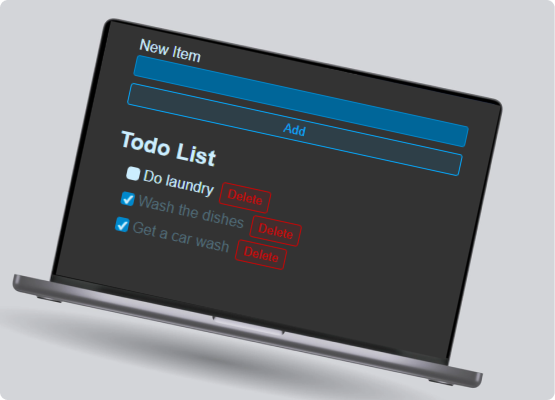 New Item
Add
Todo List
Do laundry Delete
Wash the dishes Delete
Get a car wash Delete